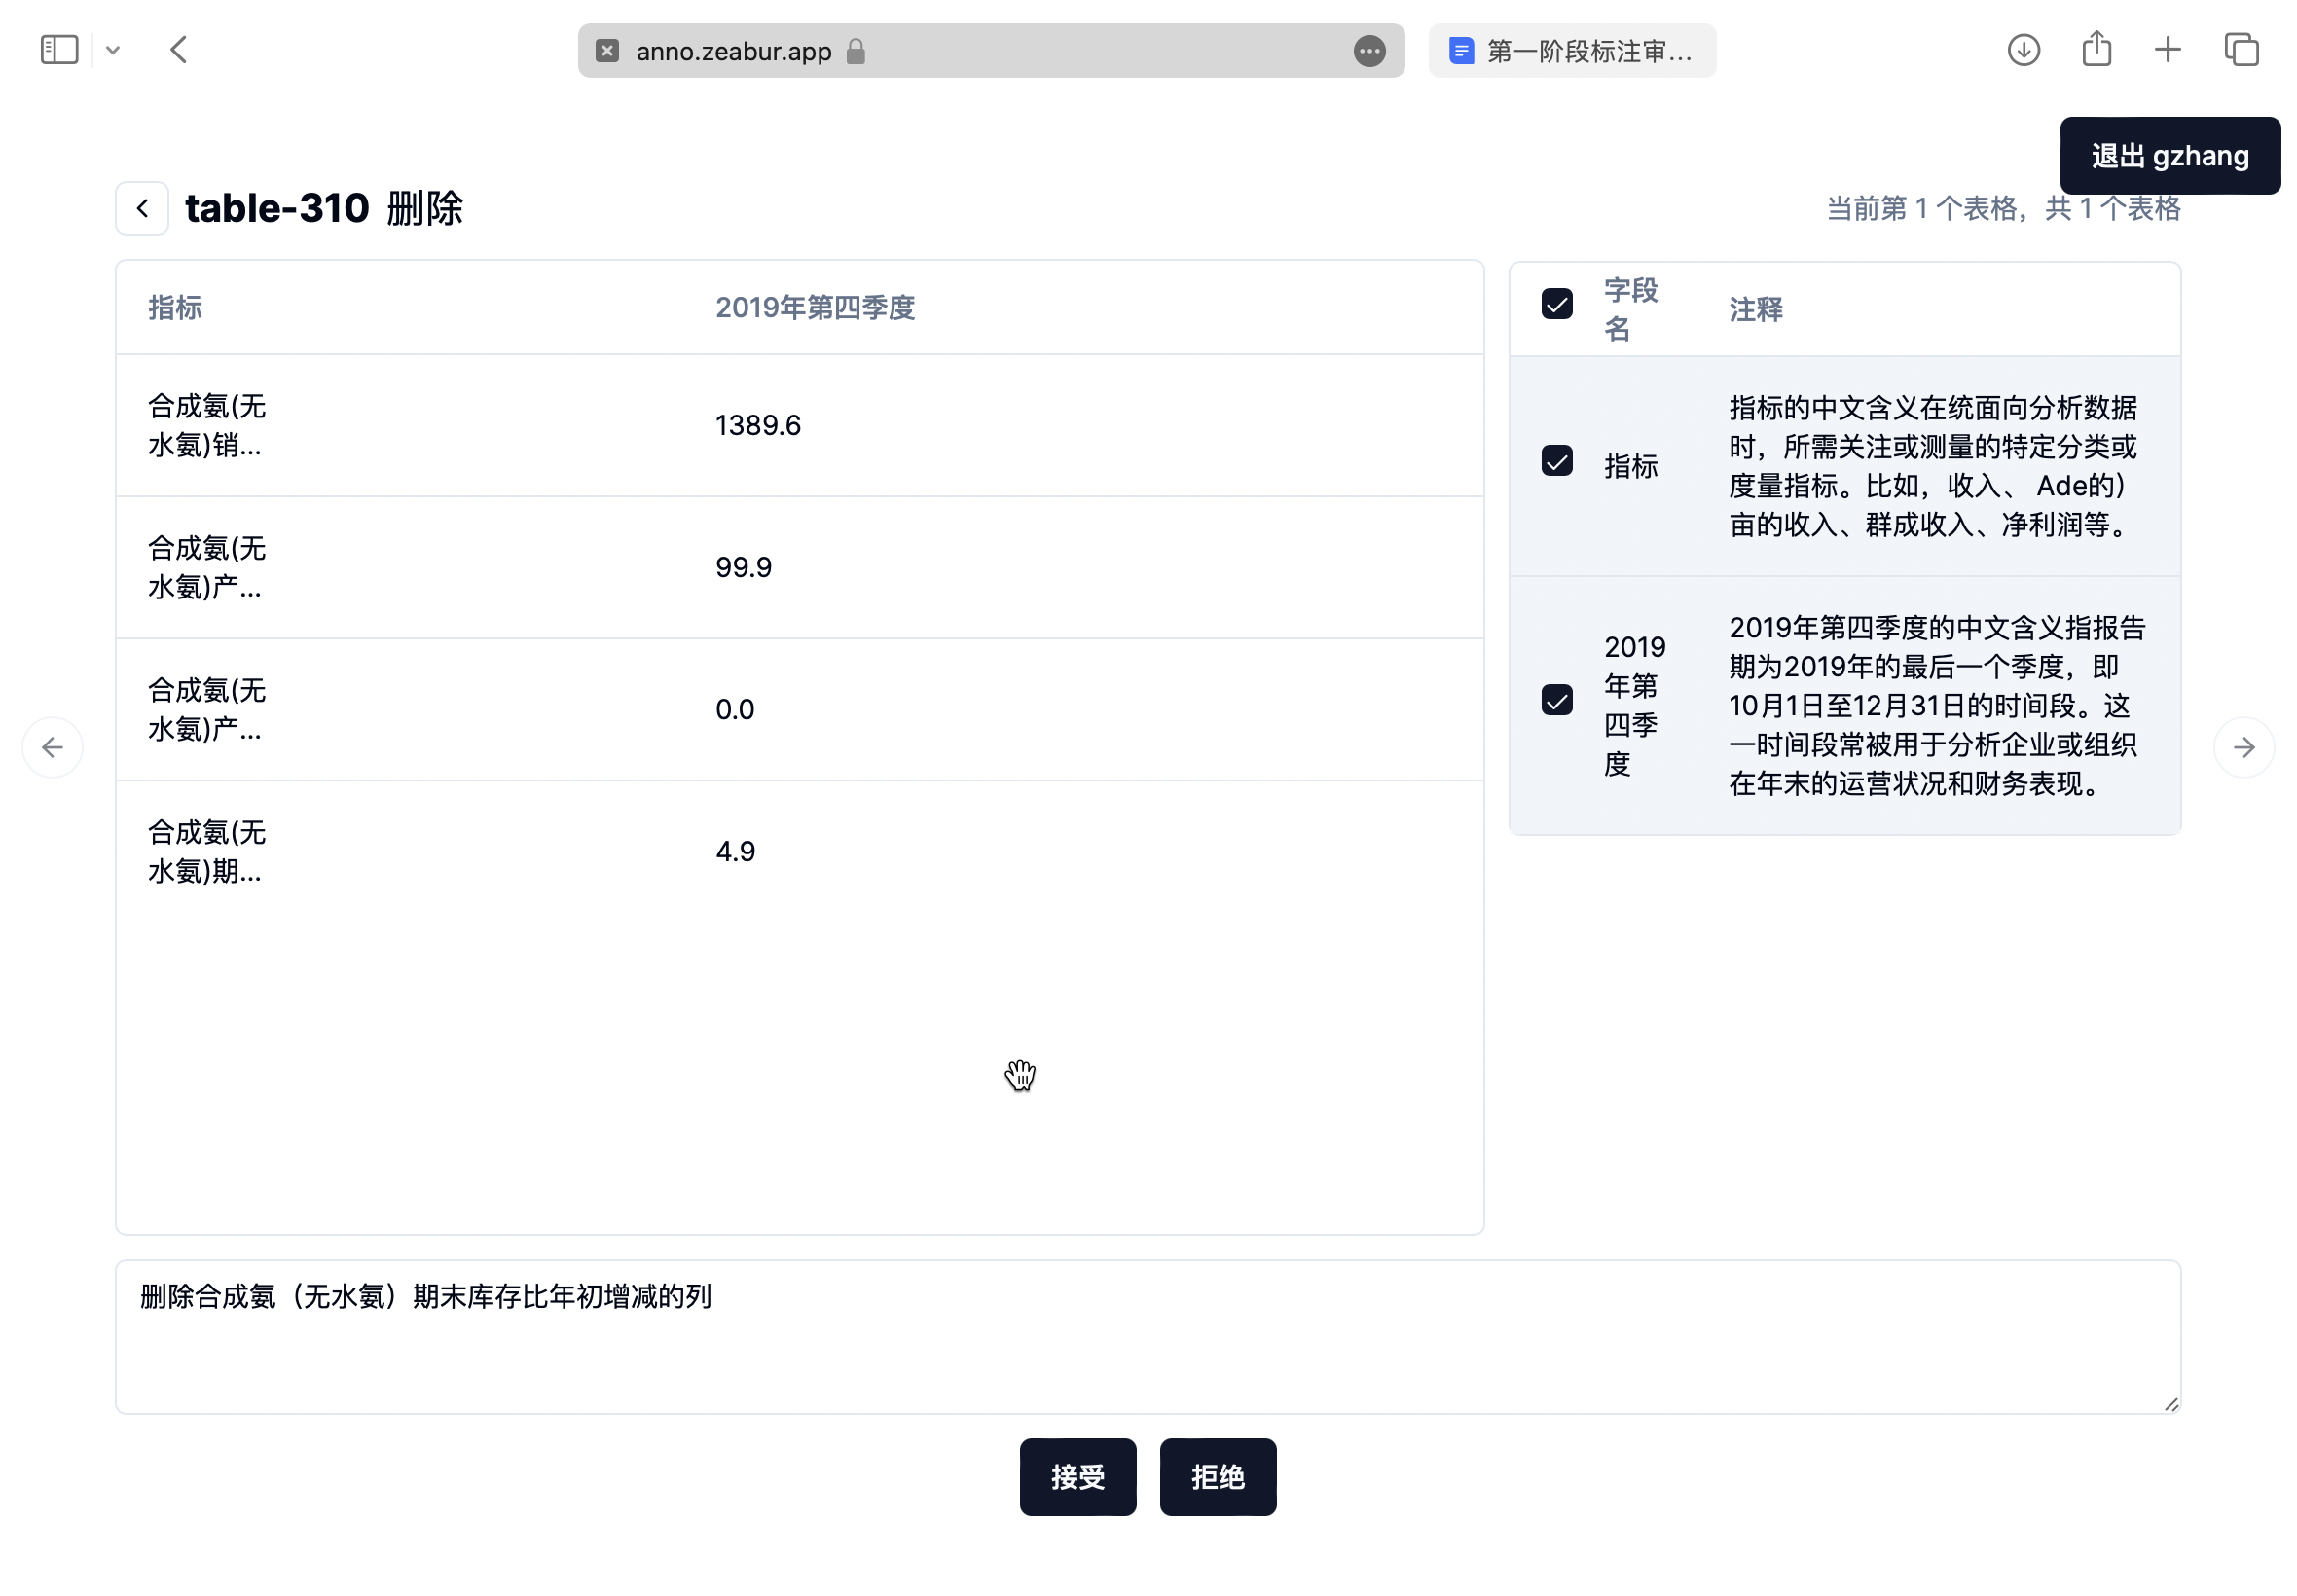 anno.zeabur.app
第一阶段标注审...
退出 gzhang
table-310 删除
当前第 1 个表格，共 1 个表格
指标
2019年第四季度
合成氨(无
水氨)销...
1389.6
合成氨(无
水氨)产...
99.9
合成氨(无
水氨)产...
0.0
合成氨(无
水氨)期...
4.9
字段
名
注释
指标
指标的中文含义在统面向分析数据
时，所需关注或测量的特定分类或
度量指标。比如，收入、 Ade的）
亩的收入、群成收入、净利润等。
2019
年第
四季
度
2019年第四季度的中文含义指报告
期为2019年的最后一个季度，即
10月1日至12月31日的时间段。这
一时间段常被用于分析企业或组织
在年末的运营状况和财务表现。
删除合成氨（无水氨）期末库存比年初增减的列
接受
拒绝